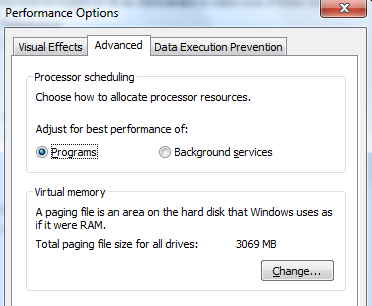 Performance Options
Visual Effects Advanced Data Execution Prevention
Processor scheduling
Choose how to allocate processor resources.
Adjust for best performance of:
Programs Background services
Virtual memory
A paging file is an area on the hard disk that Windows uses as
if it were RAM.
Total paging file size for all drives: 3069 MB
Change...